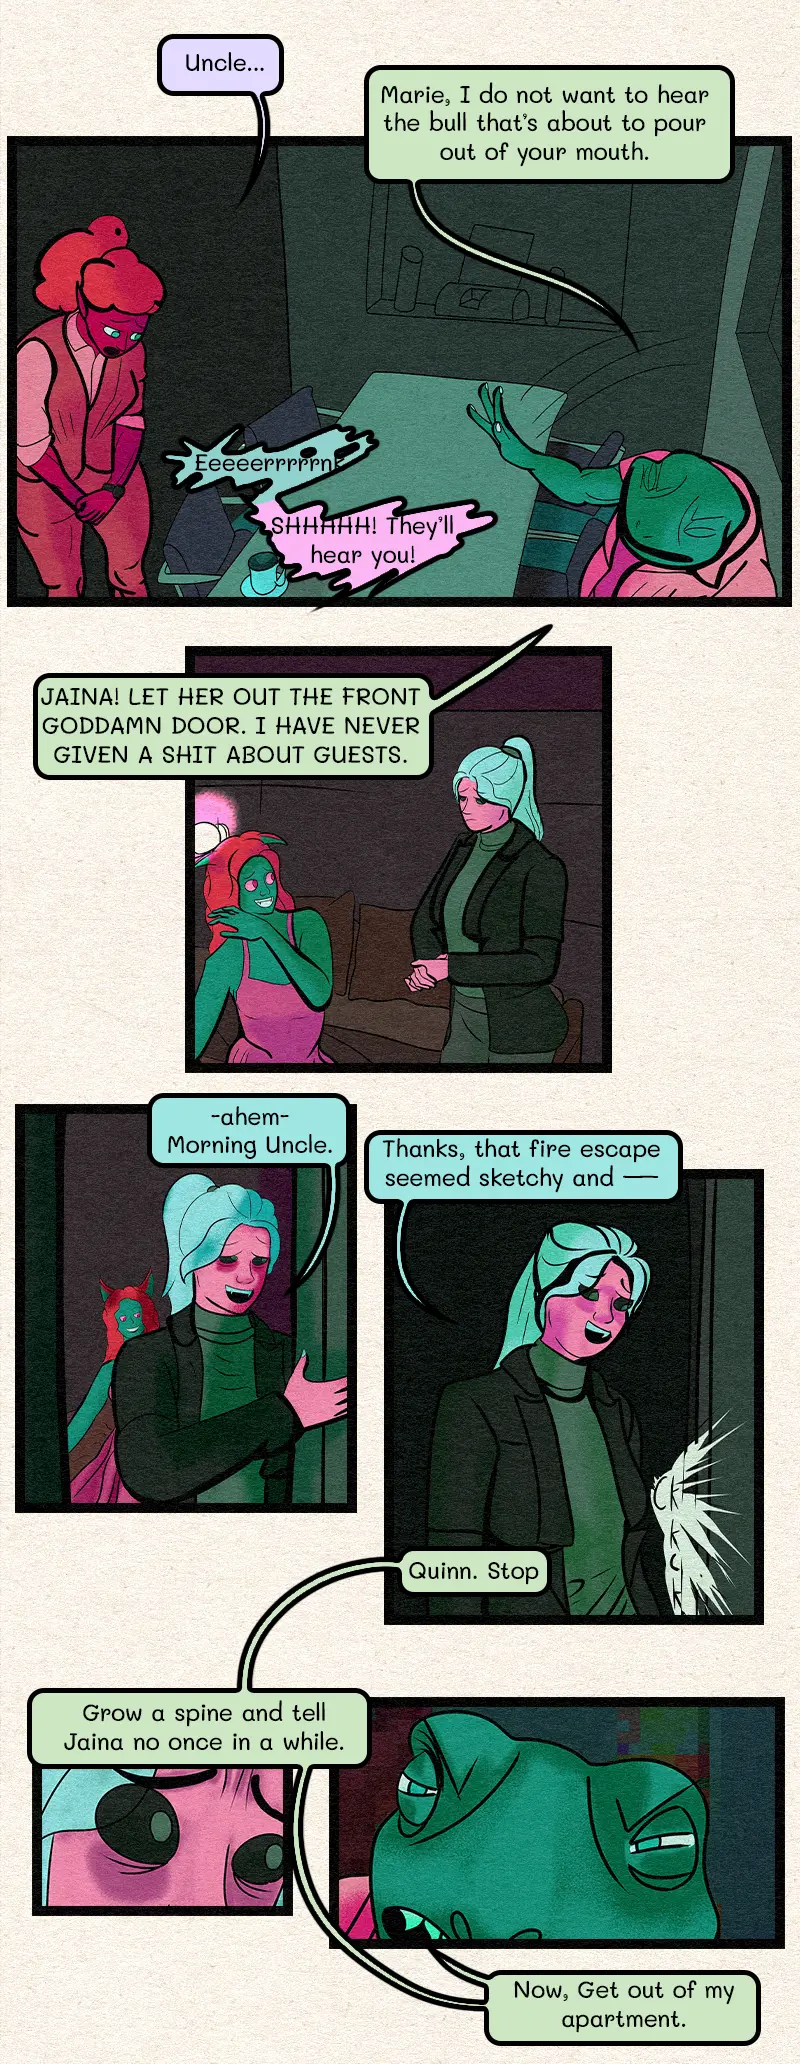 Uncle...
Marie, I do not want to hear
the bull that's about to pour
out of your mouth.
Eeeeerrrrrnk
SHHHHH! They'll
hear you!
JAINA! LET HER OUT THE FRONT
GODDAMN DOOR. I HAVE NEVER
GIVEN A SHIT ABOUT GUESTS.
-ahem-
Morning Uncle.
Thanks, that fire escape
seemed sketchy and —
Quinn. Stop
Grow a spine and tell
Jaina no once in a while.
Now, Get out of my
apartment.